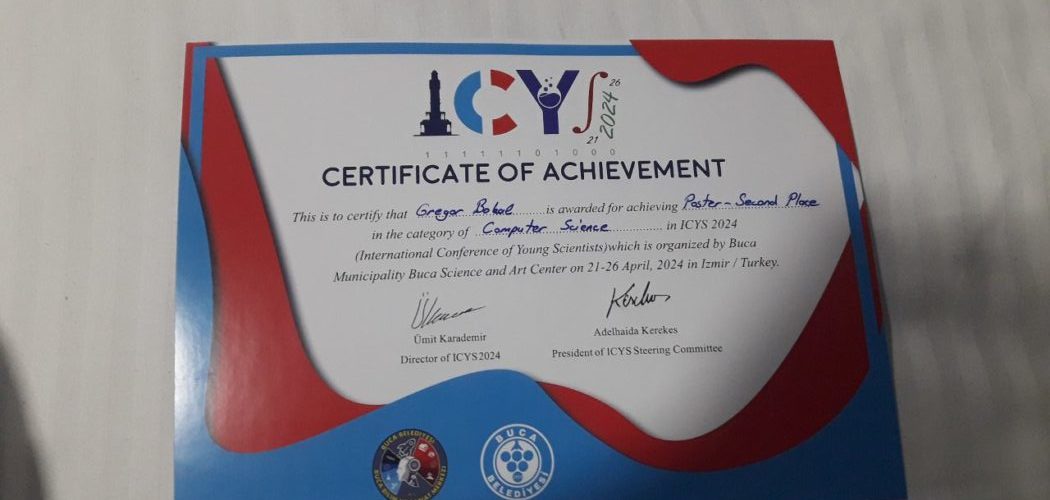 ICYS
26
2024
21
1 1 1 1 1 1 0 1 0 0 0
CERTIFICATE OF ACHIEVEMENT
This is to certify that Gregor Bokal is awarded for achieving Poster - Second Place
in the category of Computer Science in ICYS 2024
(International Conference of Young Scientists)which is organized by Buca
Municipality Buca Science and Art Center on 21-26 April, 2024 in Izmir / Turkey.
Ümit Karademir
Adelhaida Kerekes
Director of ICYS2024
President of ICYS Steering Committee
BUCA BELEDİYESİ
BUCA
BELEDİYESİ